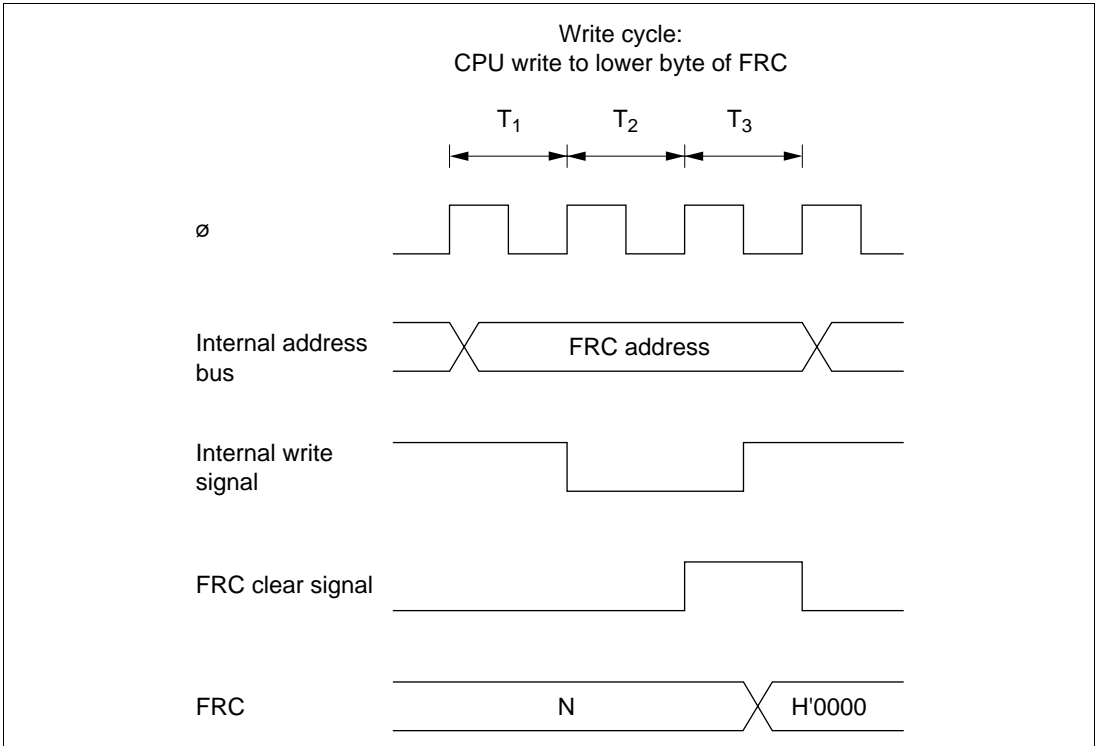 Write cycle:
CPU write to lower byte of FRC
T₁ T₂ T₃
ø
Internal address
bus
FRC address
Internal write
signal
FRC clear signal
FRC
N
H'0000